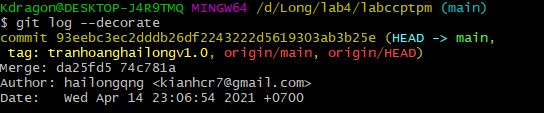 Kdragon@DESKTOP-J4R9TMQ MINGW64 /d/Long/lab4/labccptpm (main)
$ git log --decorate
commit 93eebc3ec2dddb26df2243222d5619303ab3b25e (HEAD -> main,
tag: tranhoanghailongv1.0, origin/main, origin/HEAD)
Merge: da25fd5 74c781a
Author: hailongqng <kianhcr7@gmail.com>
Date:   Wed Apr 14 23:06:54 2021 +0700